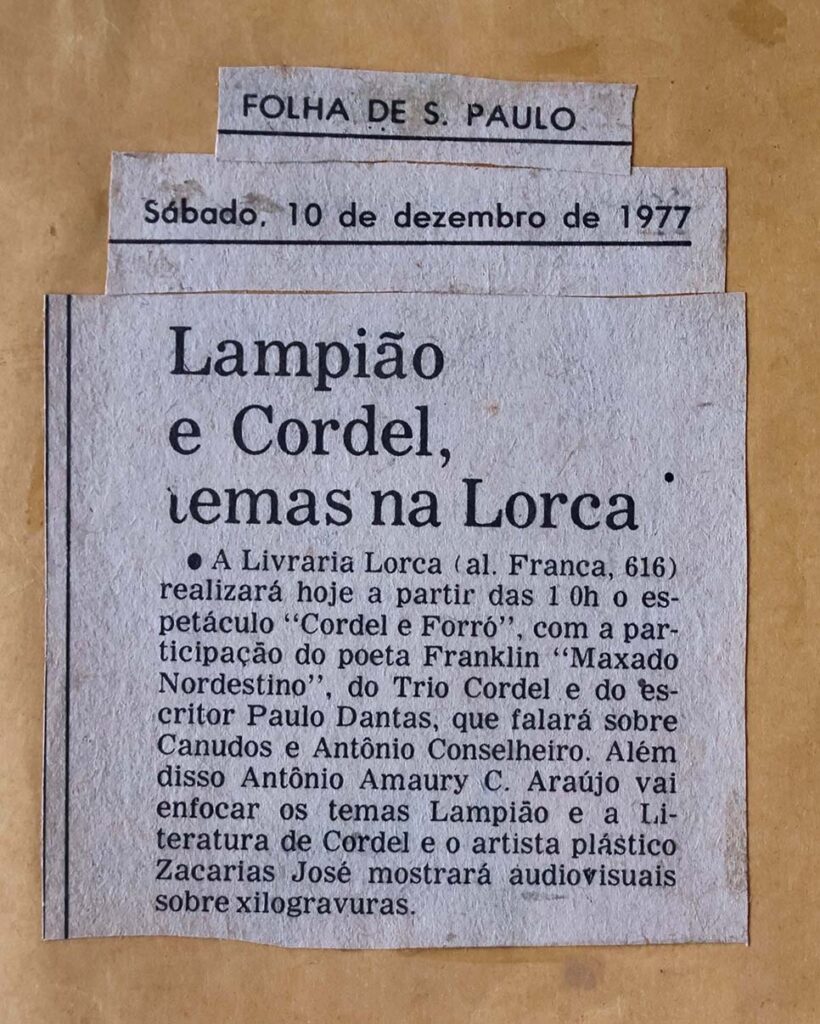 FOLHA DE S. PAULO
Sábado, 10 de dezembro de 1977
Lampião
e Cordel,
temas na Lorca
● A Livraria Lorca (al. Franca, 616)
realizará hoje a partir das 1 0h o es-
petáculo “Cordel e Forró”, com a par-
ticipação do poeta Franklin “Maxado
Nordestino”, do Trio Cordel e do es-
critor Paulo Dantas, que falará sobre
Canudos e Antônio Conselheiro. Além
disso Antônio Amaury C. Araújo vai
enfocar os temas Lampião e a Li-
teratura de Cordel e o artista plástico
Zacarias José mostrará audiovisuais
sobre xilogravuras.